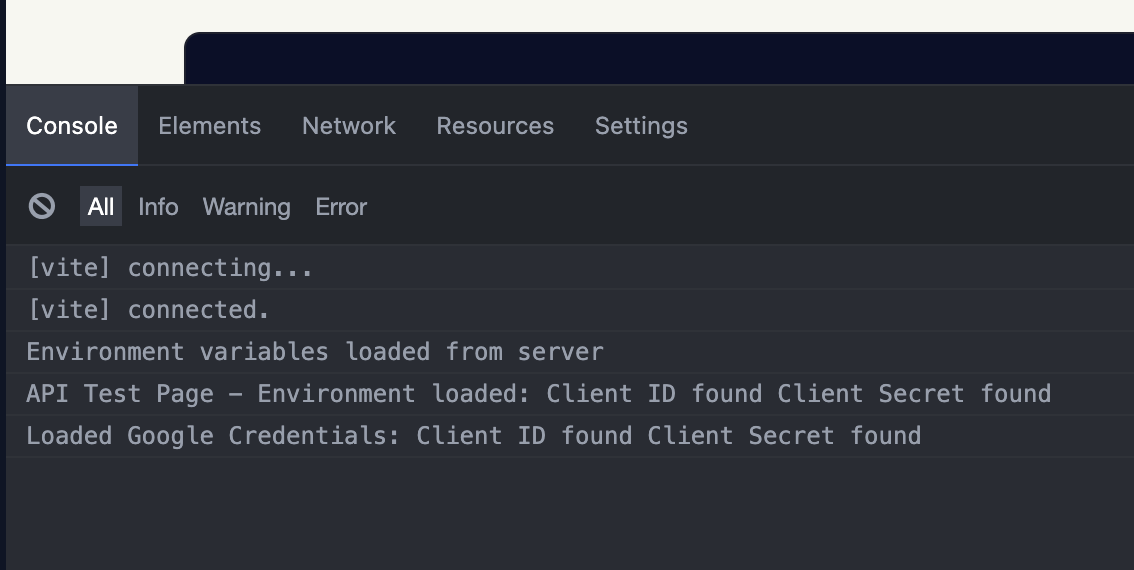 Console Elements Network Resources Settings
All Info Warning Error
[vite] connecting...
[vite] connected.
Environment variables loaded from server
API Test Page – Environment loaded: Client ID found Client Secret found
Loaded Google Credentials: Client ID found Client Secret found